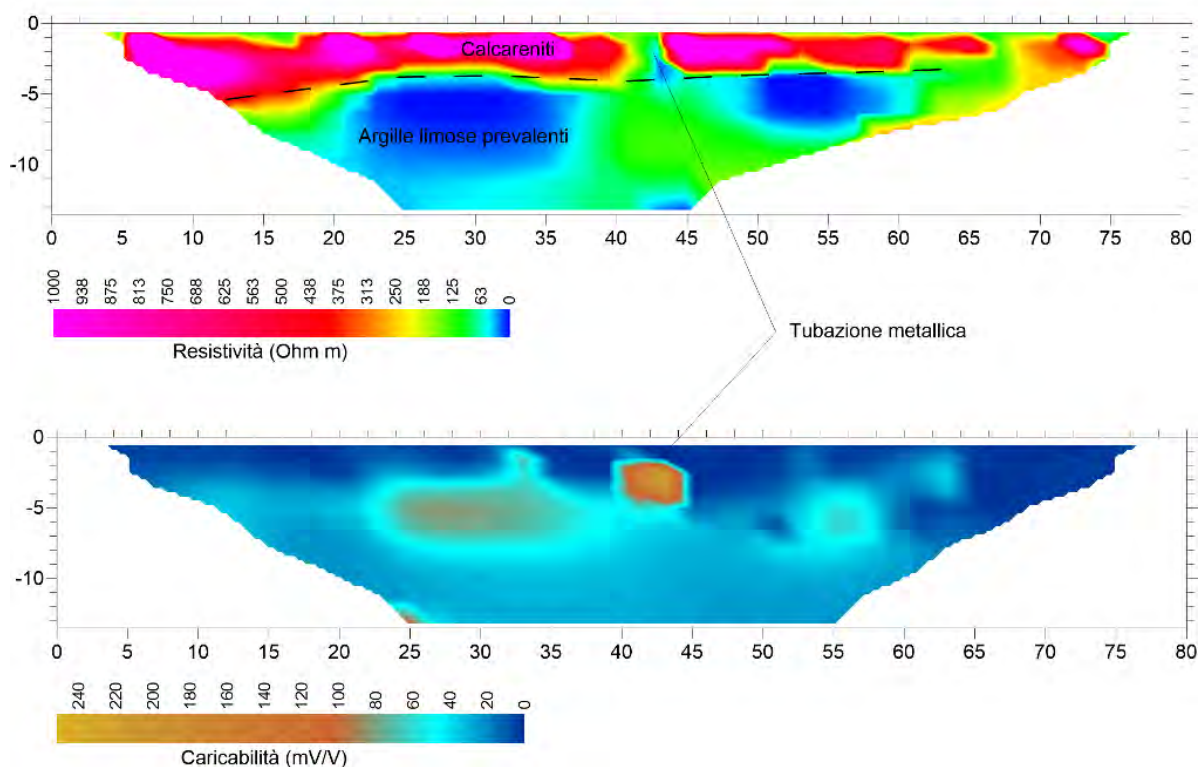 0
Calcareniti
-5
Argille limose prevalenti
-10
0 5 10 15 20 25 30 35 40 45 50 55 60 65 70 75 80
1000 938 875 813 750 688 625 563 500 438 375 313 250 188 125 63 0
Resistività (Ohm m)
Tubazione metallica
0
-5
-10
0 5 10 15 20 25 30 35 40 45 50 55 60 65 70 75 80
240 220 200 180 160 140 120 100 80 60 40 20 0
Caricabilità (mV/V)